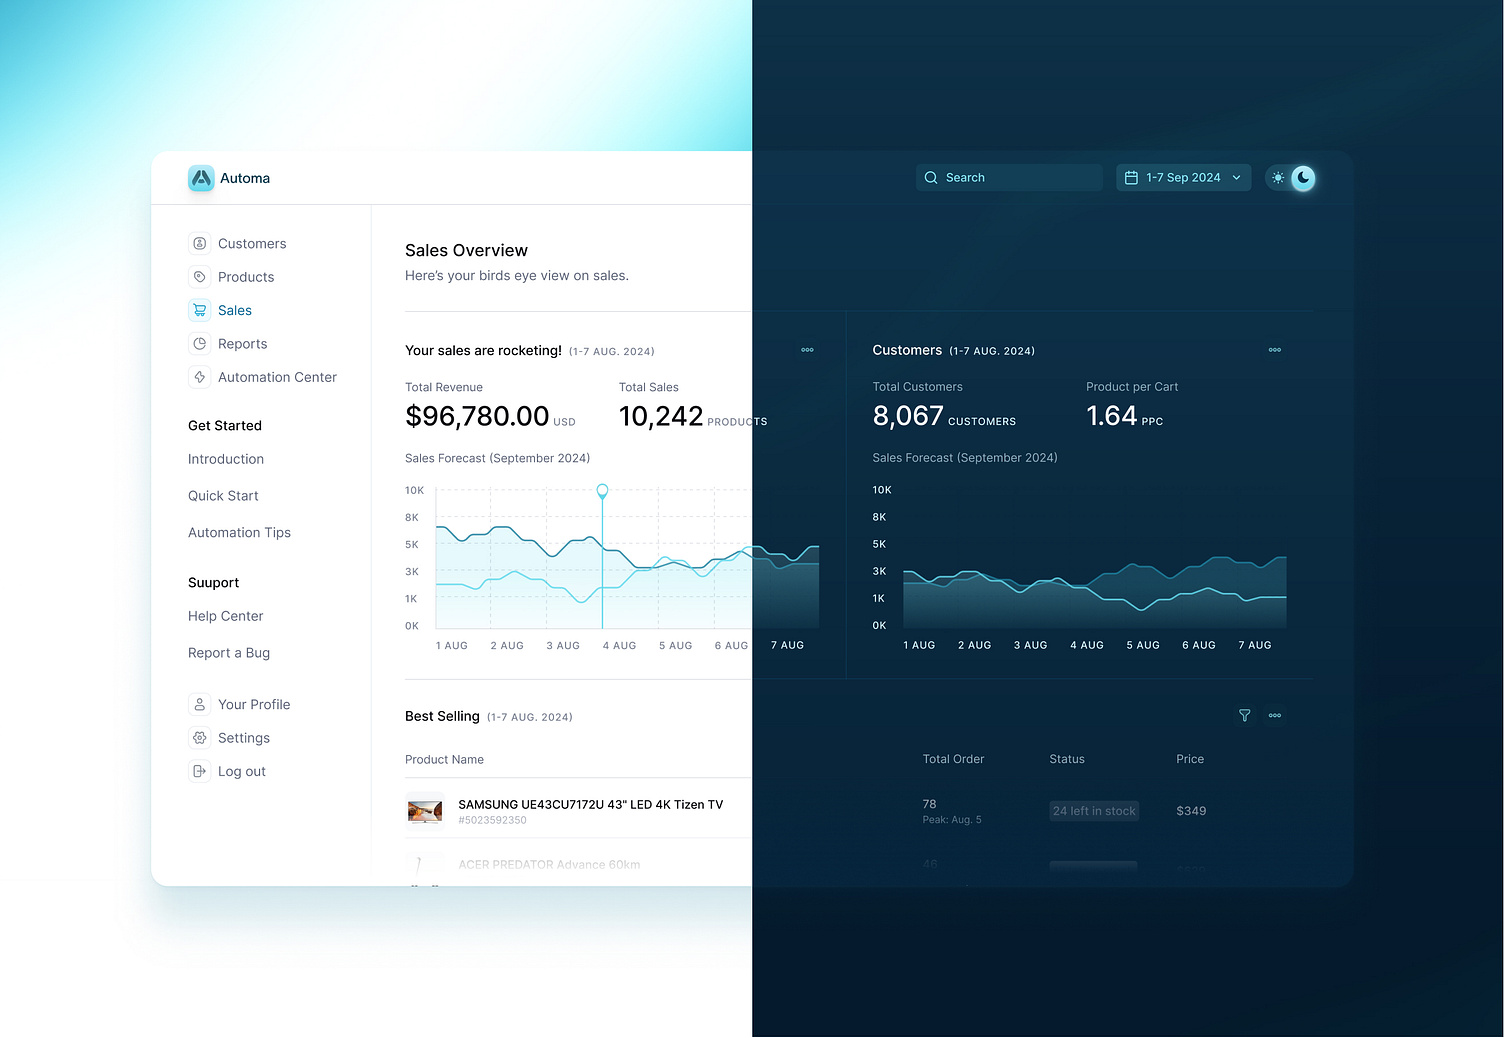 Automa
Search
1-7 Sep 2024
Customers
Products
Sales
Reports
Automation Center
Get Started
Introduction
Quick Start
Automation Tips
Suuport
Help Center
Report a Bug
Your Profile
Settings
Log out
Sales Overview
Here's your birds eye view on sales.
Your sales are rocketing! (1-7 AUG. 2024)
Total Revenue
$96,780.00 USD
Total Sales
10,242 PRODUCTS
Sales Forecast (September 2024)
10K
8K
5K
3K
1K
0K
1 AUG 2 AUG 3 AUG 4 AUG 5 AUG 6 AUG 7 AUG
Customers (1-7 AUG. 2024)
Total Customers
8,067 CUSTOMERS
Product per Cart
1.64 PPC
Sales Forecast (September 2024)
10K
8K
5K
3K
1K
0K
1 AUG 2 AUG 3 AUG 4 AUG 5 AUG 6 AUG 7 AUG
Best Selling (1-7 AUG. 2024)
Product Name Total Order Status Price
SAMSUNG UE43CU7172U 43" LED 4K Tizen TV
#5023592350
78
Peak: Aug. 5
24 left in stock
$349
ACER PREDATOR Advance 60km
46